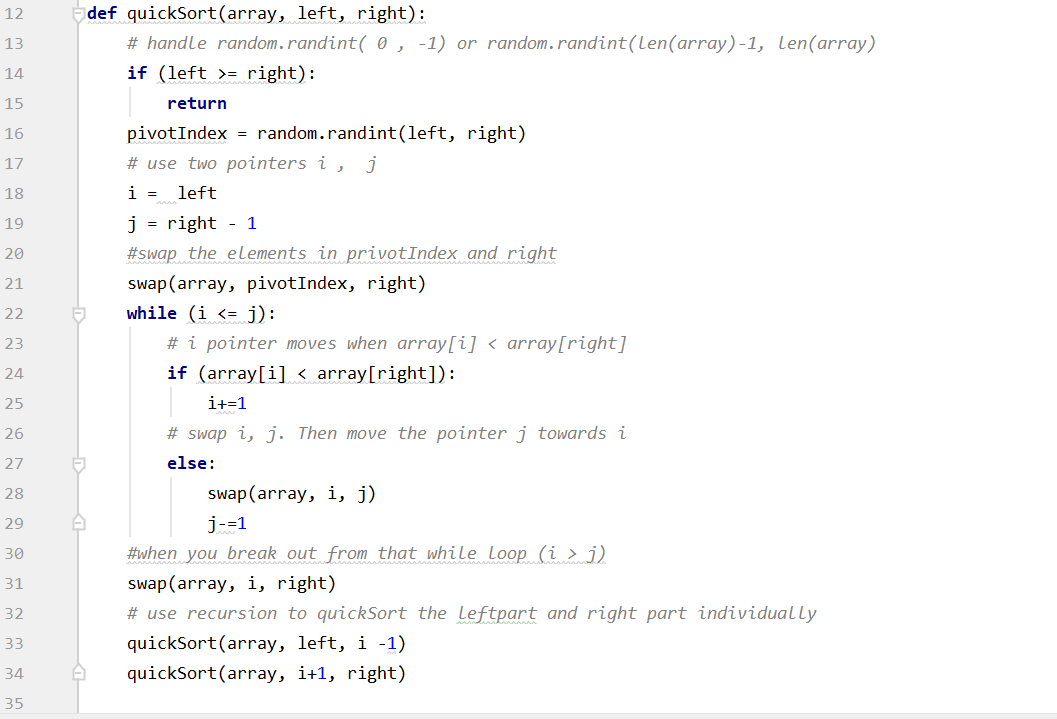 12 def quickSort(array, left, right):
13     # handle random.randint( 0 , -1) or random.randint(len(array)-1, len(array)
14     if (left >= right):
15         return
16     pivotIndex = random.randint(left, right)
17     # use two pointers i ,  j
18     i =  left
19     j = right - 1
20     #swap the elements in privotIndex and right
21     swap(array, pivotIndex, right)
22     while (i <= j):
23         # i pointer moves when array[i] < array[right]
24         if (array[i] < array[right]):
25             i+=1
26         # swap i, j. Then move the pointer j towards i
27         else:
28             swap(array, i, j)
29             j-=1
30     #when you break out from that while loop (i > j)
31     swap(array, i, right)
32     # use recursion to quickSort the leftpart and right part individually
33     quickSort(array, left, i -1)
34     quickSort(array, i+1, right)
35